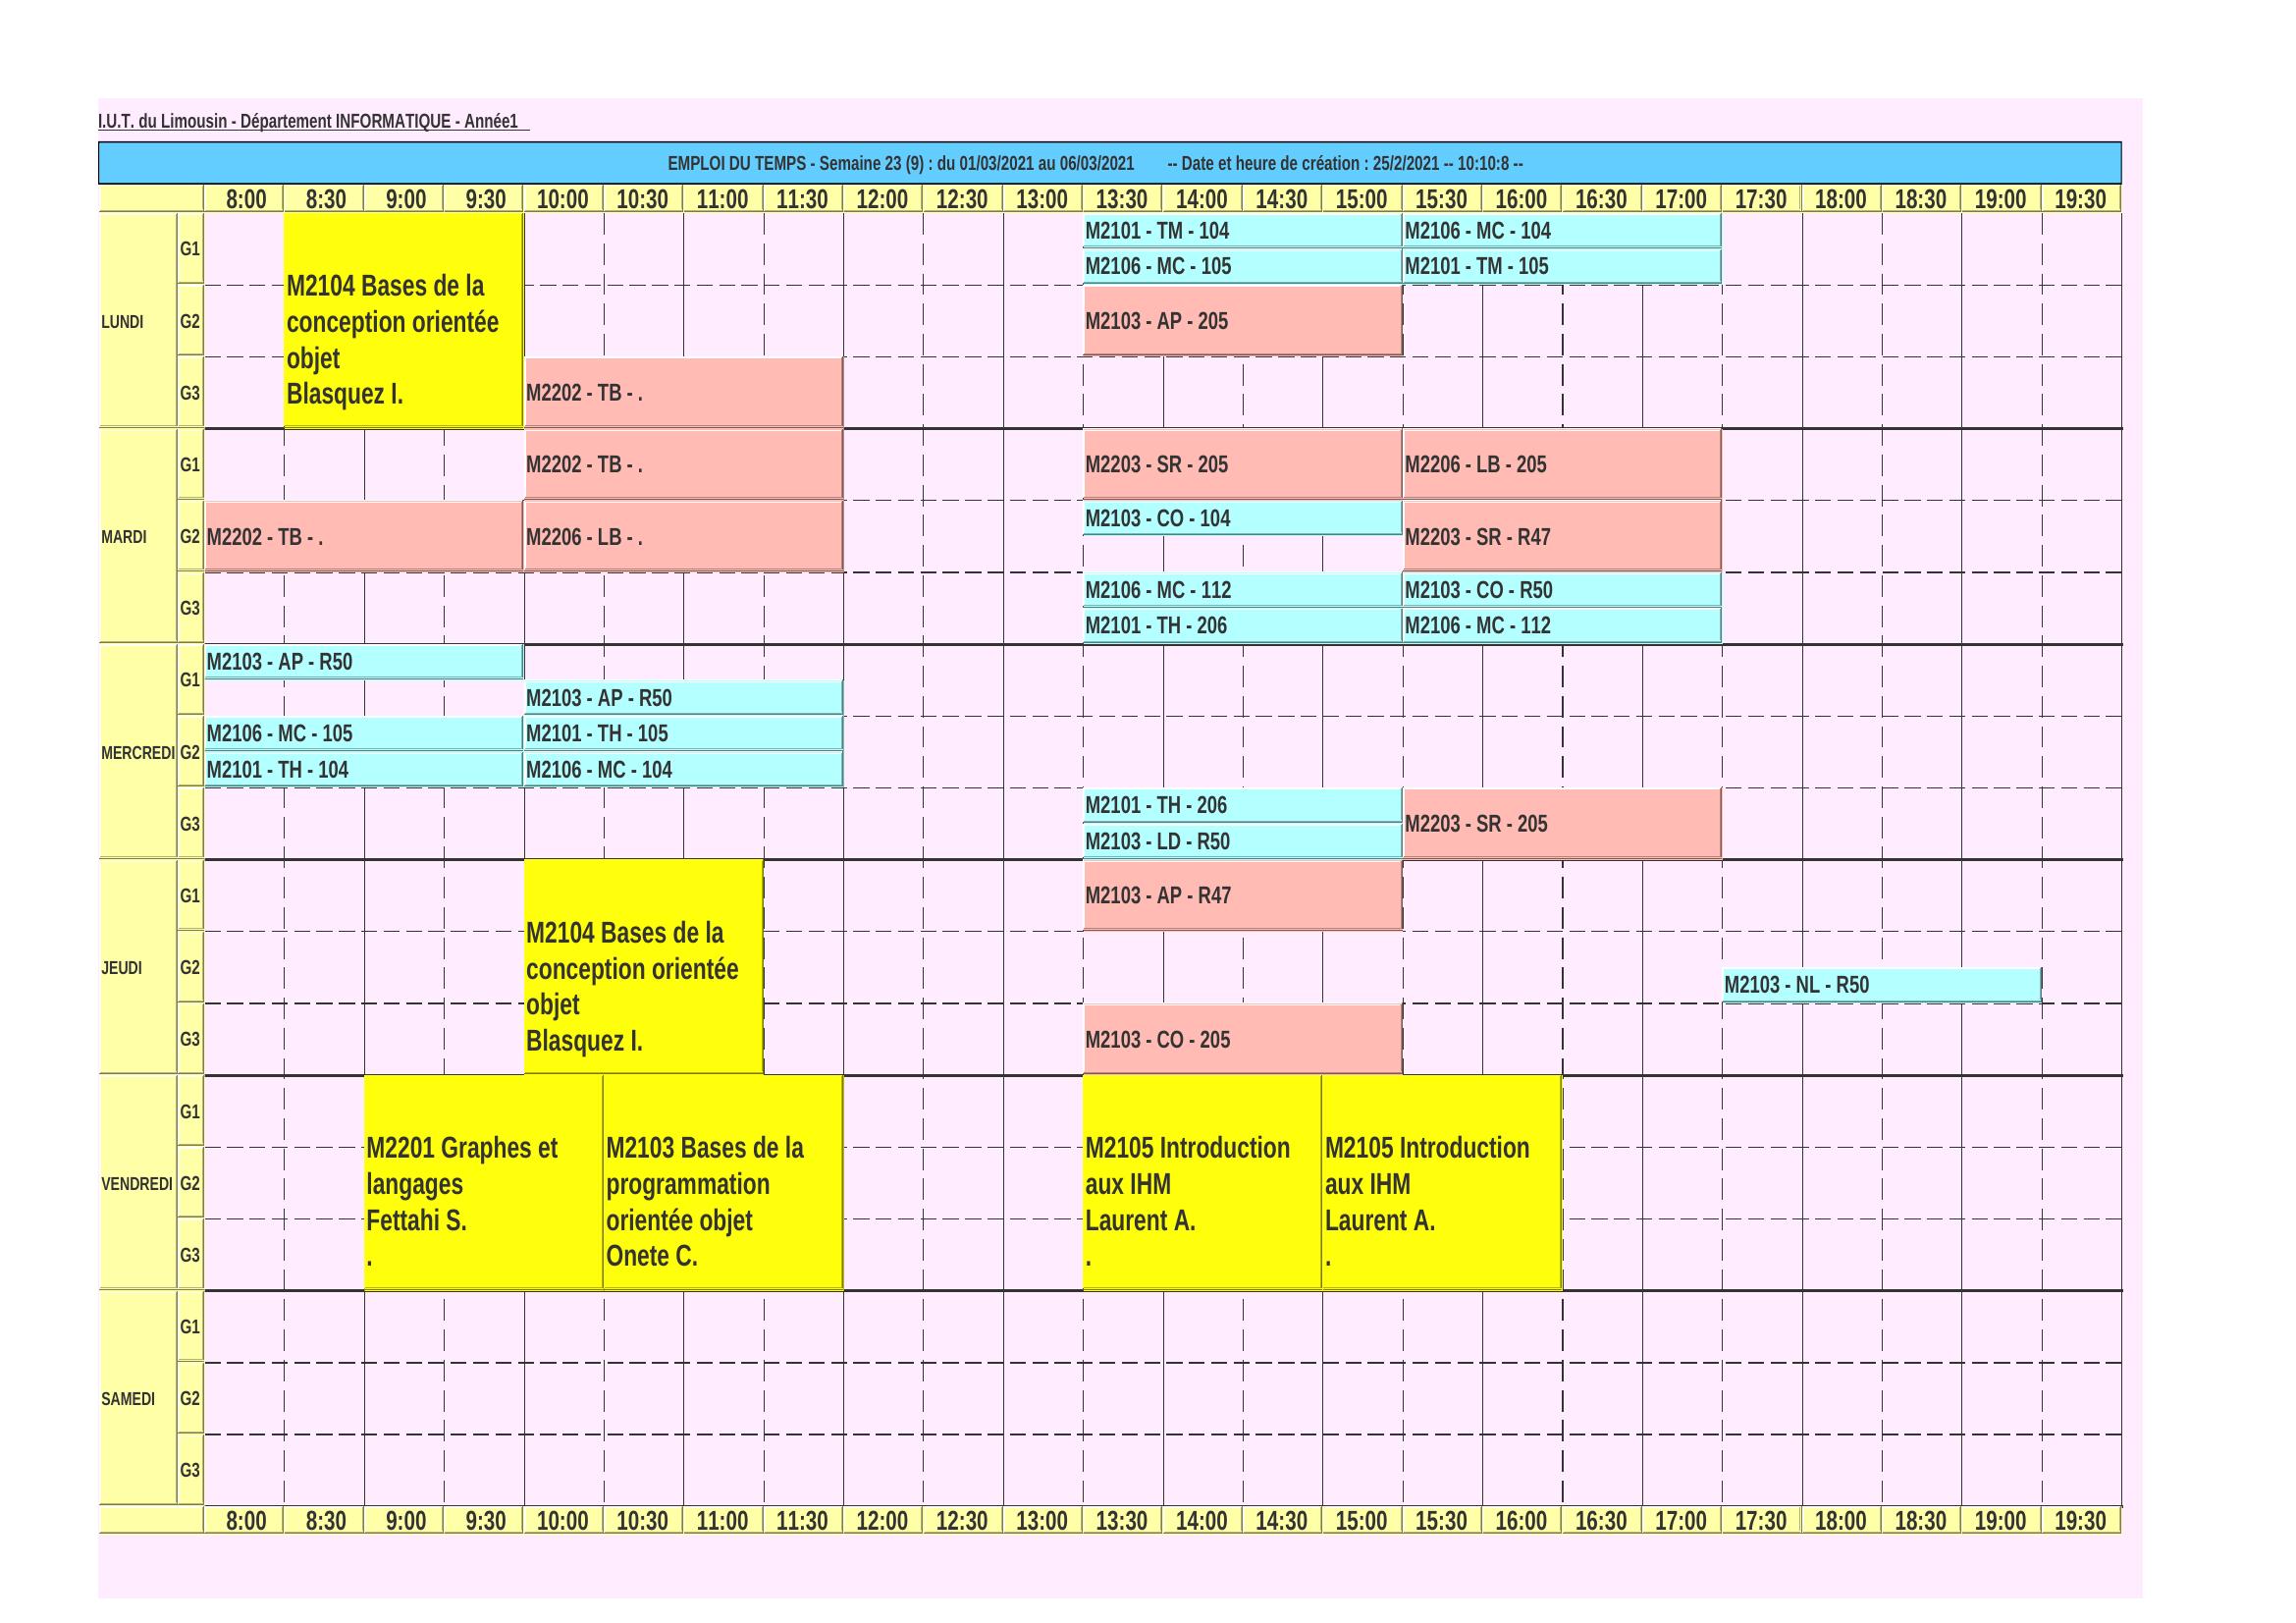 I.U.T. du Limousin - Département INFORMATIQUE - Année1
EMPLOI DU TEMPS - Semaine 23 (9) : du 01/03/2021 au 06/03/2021 -- Date et heure de création : 25/2/2021 -- 10:10:8 --
8:00 8:30 9:00 9:30 10:00 10:30 11:00 11:30 12:00 12:30 13:00 13:30 14:00 14:30 15:00 15:30 16:00 16:30 17:00 17:30 18:00 18:30 19:00 19:30
LUNDI
G1
M2104 Bases de la
conception orientée
objet
Blasquez I.
M2101 - TM - 104
M2106 - MC - 104
M2106 - MC - 105
M2101 - TM - 105
G2
M2103 - AP - 205
G3
M2202 - TB - .
MARDI
G1
M2202 - TB - .
M2203 - SR - 205
M2206 - LB - 205
G2
M2202 - TB - .
M2206 - LB - .
M2103 - CO - 104
M2203 - SR - R47
G3
M2106 - MC - 112
M2103 - CO - R50
M2101 - TH - 206
M2106 - MC - 112
MERCREDI
G1
M2103 - AP - R50
M2103 - AP - R50
G2
M2106 - MC - 105
M2101 - TH - 105
M2101 - TH - 104
M2106 - MC - 104
G3
M2101 - TH - 206
M2203 - SR - 205
M2103 - LD - R50
JEUDI
G1
M2104 Bases de la
conception orientée
objet
Blasquez I.
M2103 - AP - R47
G2
M2103 - NL - R50
G3
M2103 - CO - 205
VENDREDI
G1
G2
G3
M2201 Graphes et
langages
Fettahi S.
.
M2103 Bases de la
programmation
orientée objet
Onete C.
M2105 Introduction
aux IHM
Laurent A.
.
M2105 Introduction
aux IHM
Laurent A.
.
SAMEDI
G1
G2
G3
8:00 8:30 9:00 9:30 10:00 10:30 11:00 11:30 12:00 12:30 13:00 13:30 14:00 14:30 15:00 15:30 16:00 16:30 17:00 17:30 18:00 18:30 19:00 19:30